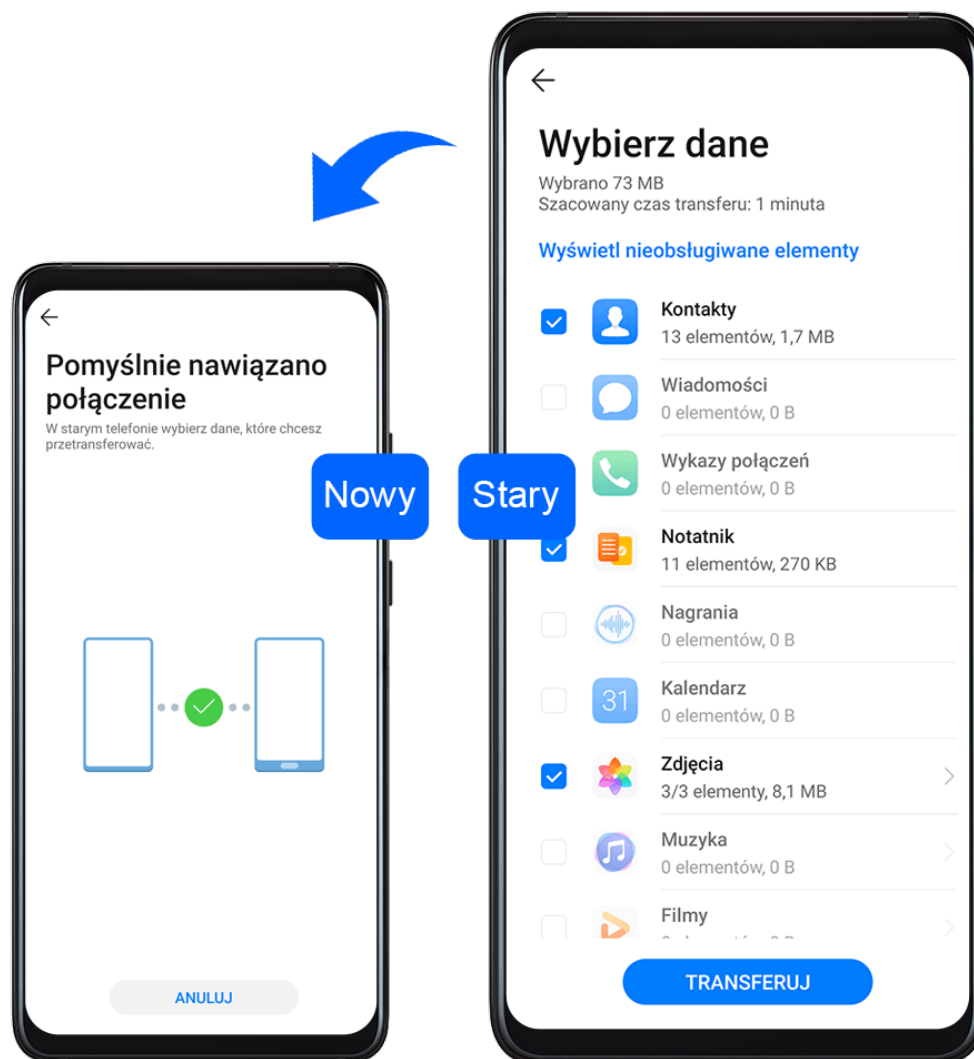 Pomyślnie nawiązano
połączenie
W starym telefonie wybierz dane, które chcesz
przetransferować.
Nowy
ANULUJ
Stary
Wybierz dane
Wybrano 73 MB
Szacowany czas transferu: 1 minuta
Wyświetl nieobsługiwane elementy
Kontakty
13 elementów, 1,7 MB
Wiadomości
0 elementów, 0 B
Wykazy połączeń
0 elementów, 0 B
Notatnik
11 elementów, 270 KB
Nagrania
0 elementów, 0 B
31
Kalendarz
0 elementów, 0 B
Zdjęcia
3/3 elementy, 8,1 MB
Muzyka
0 elementów, 0 B
Filmy
TRANSFERUJ